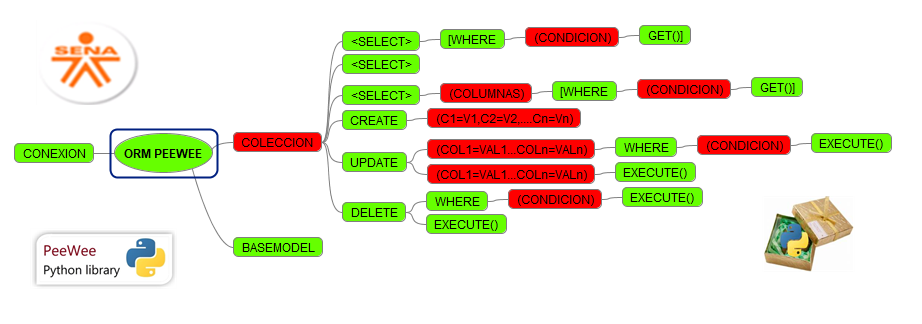 SENA
<SELECT>
[WHERE
(CONDICION)
GET()]
<SELECT>
<SELECT>
(COLUMNAS)
[WHERE
(CONDICION)
GET()]
CREATE
(C1=V1,C2=V2,...Cn=Vn)
CONEXION
ORM PEEWEE
COLECCION
UPDATE
(COL1=VAL1...COLn=VALn)
WHERE
(CONDICION)
EXECUTE()
(COL1=VAL1...COLn=VALn)
EXECUTE()
DELETE
WHERE
(CONDICION)
EXECUTE()
EXECUTE()
BASEMODEL
PeeWee
Python library